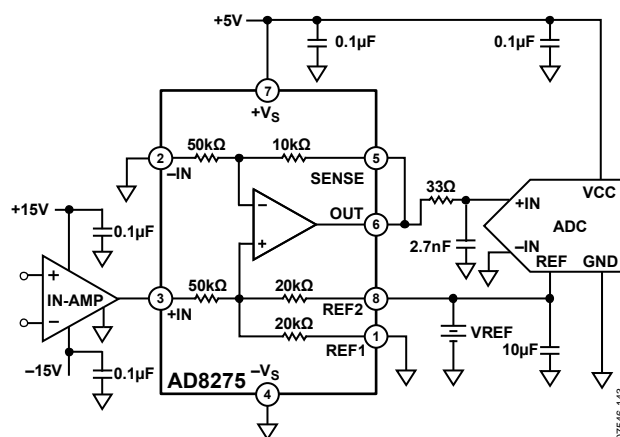 +5V
0.1µF
0.1µF
7
+VS
50kΩ
10kΩ
2
–IN
5
SENSE
VCC
+15V
0.1µF
–
+
OUT
6
33Ω
+IN
ADC
–IN
2.7nF
REF
GND
+
IN-AMP
–
3
+IN
50kΩ
20kΩ
8
REF2
20kΩ
REF1
1
VREF
10µF
–15V
0.1µF
–VS
AD8275
4
07546-142